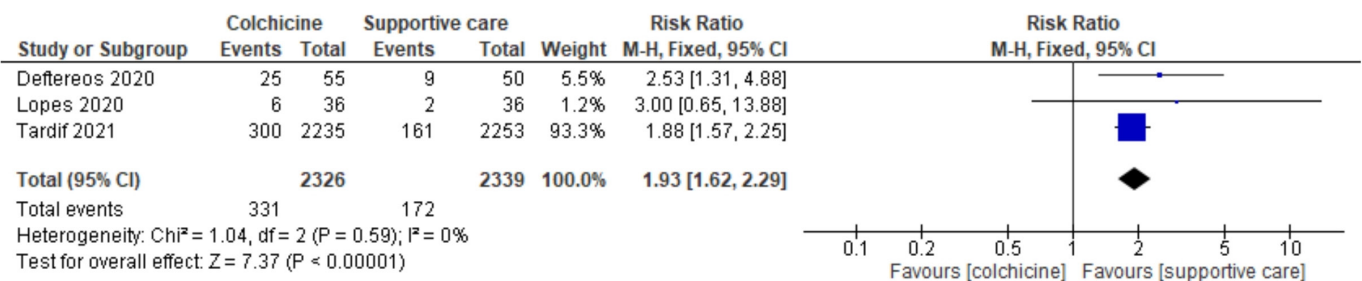 Colchicine Supportive care Risk Ratio Risk Ratio
Study or Subgroup Events Total Events Total Weight M-H, Fixed, 95% CI M-H, Fixed, 95% CI
Deftereos 2020 25 55 9 50 5.5% 2.53 [1.31, 4.88]
Lopes 2020 6 36 2 36 1.2% 3.00 [0.65, 13.88]
Tardif 2021 300 2235 161 2253 93.3% 1.88 [1.57, 2.25]
Total (95% CI) 2326 2339 100.0% 1.93 [1.62, 2.29]
Total events 331 172
Heterogeneity: Chi² = 1.04, df = 2 (P = 0.59); I² = 0%
Test for overall effect: Z = 7.37 (P < 0.00001)
0.1 0.2 0.5 1 2 5 10
Favours [colchicine] Favours [supportive care]